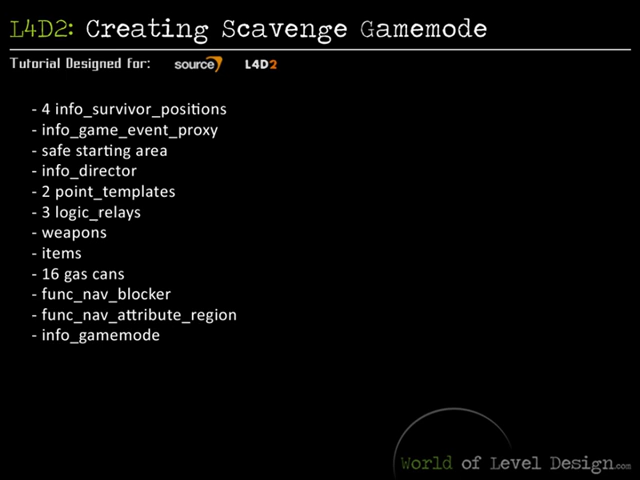 L4D2: Creating Scavenge Gamemode
Tutorial Designed for: source L4D2
- 4 info_survivor_positions
- info_game_event_proxy
- safe starting area
- info_director
- 2 point_templates
- 3 logic_relays
- weapons
- items
- 16 gas cans
- func_nav_blocker
- func_nav_attribute_region
- info_gamemode
World of Level Design.com